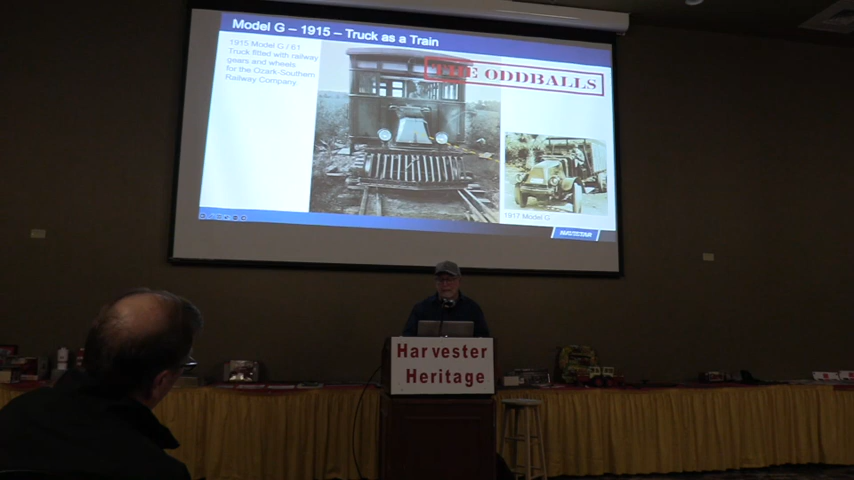 Model G – 1915 – Truck as a Train
1915 Model G / 61
Truck fitted with railway
gears and wheels
for the Ozark-Southern
Railway Company.
THE ODDBALLS
1917 Model G
NAVISTAR
Harvester
Heritage